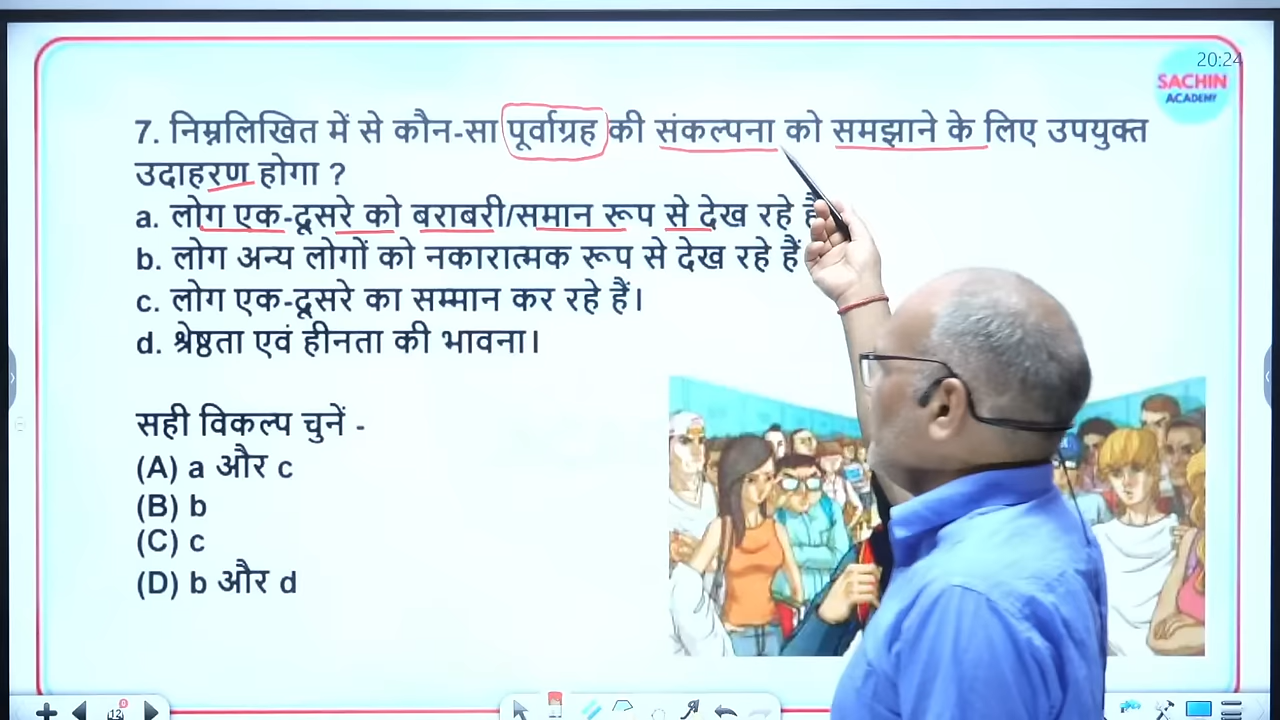 20:24
SACHIN
ACADEMY
7. निम्नलिखित में से कौन-सा पूर्वाग्रह की संकल्पना को समझाने के लिए उपयुक्त
उदाहरण होगा ?
a. लोग एक-दूसरे को बराबरी/समान रूप से देख रहे
b. लोग अन्य लोगों को नकारात्मक रूप से देख रहे हैं
c. लोग एक-दूसरे का सम्मान कर रहे हैं।
d. श्रेष्ठता एवं हीनता की भावना।
सही विकल्प चुनें -
(A) a और c
(B) b
(C) c
(D) b और d
12